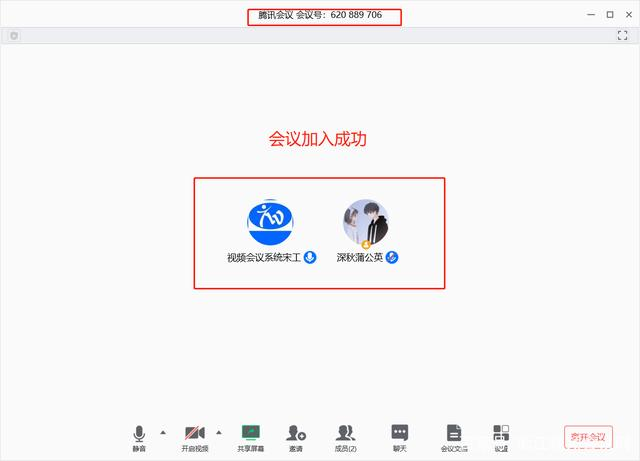 腾讯会议 会议号：620 889 706
会议加入成功
视频会议系统宋工
深秋蒲公英
静音
开启视频
共享屏幕
邀请
成员(2)
聊天
会议文档
设置
离开会议